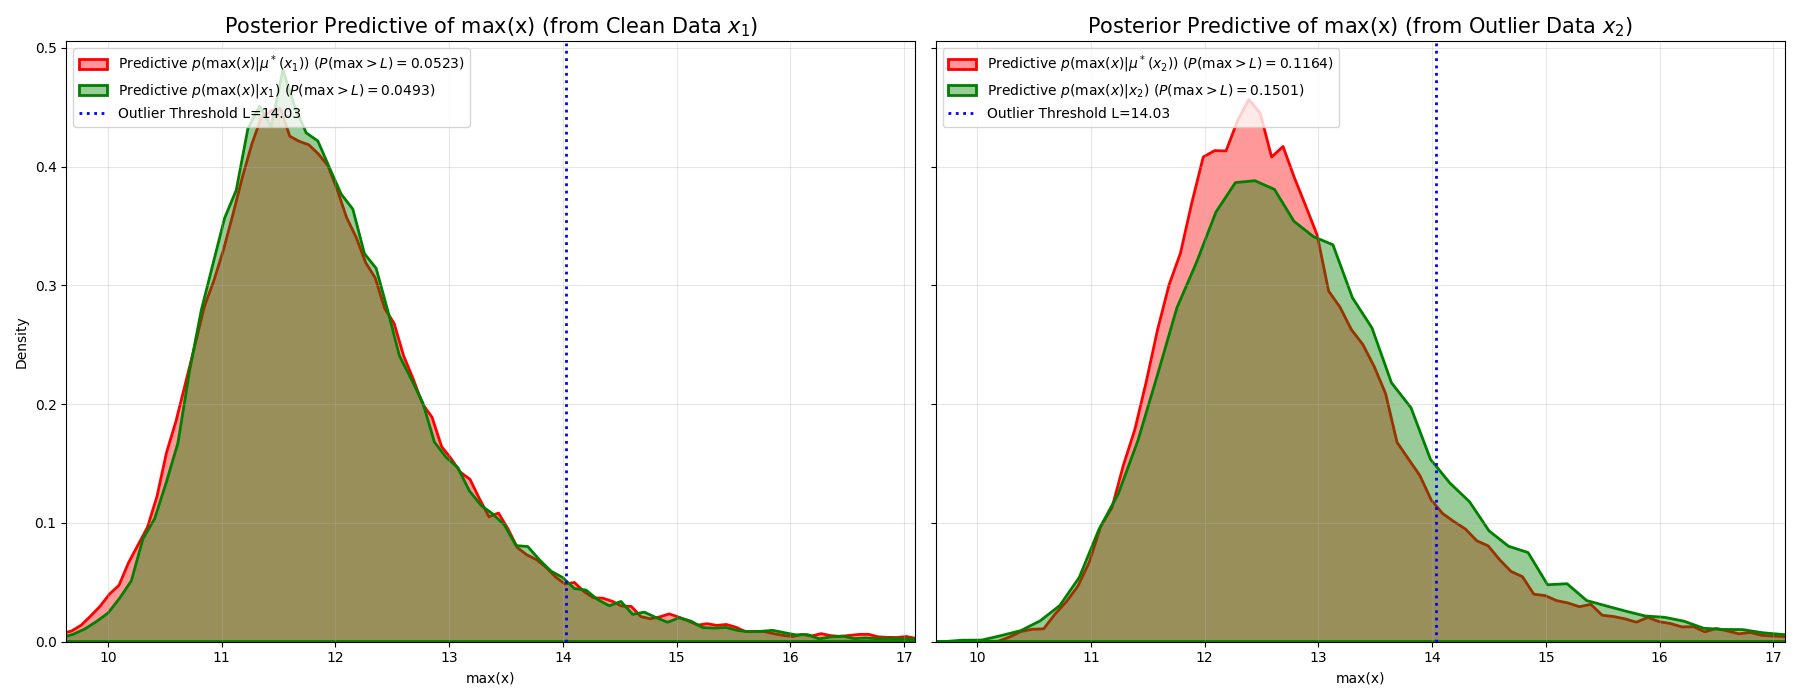 Posterior Predictive of max(x) (from Clean Data x₁)
Predictive p(max(x)|μ*(x₁)) (P(max > L) = 0.0523)
Predictive p(max(x)|x₁) (P(max > L) = 0.0493)
Outlier Threshold L=14.03
0.5
0.4
0.3
0.2
0.1
0.0
Density
10 11 12 13 14 15 16 17
max(x)
Posterior Predictive of max(x) (from Outlier Data x₂)
Predictive p(max(x)|μ*(x₂)) (P(max > L) = 0.1164)
Predictive p(max(x)|x₂) (P(max > L) = 0.1501)
Outlier Threshold L=14.03
10 11 12 13 14 15 16 17
max(x)